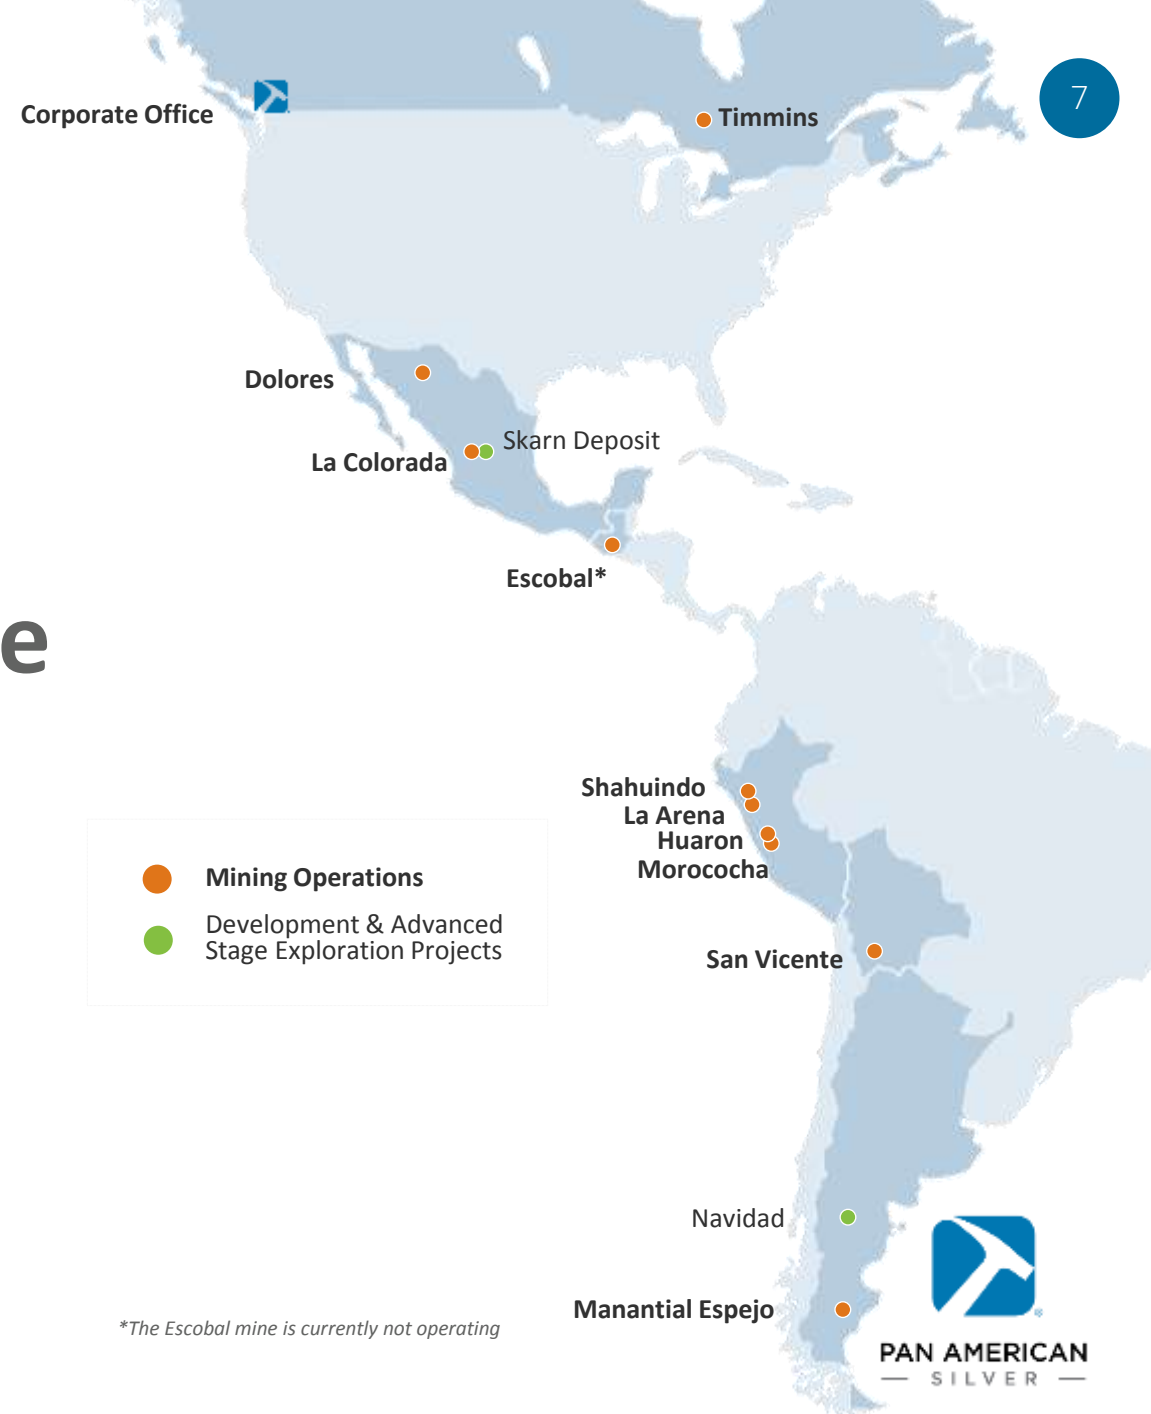 7
Corporate Office
Timmins
Dolores
Skarn Deposit
La Colorada
Escobal*
e
Shahuindo
La Arena
Huaron
Morococha
Mining Operations
Development & Advanced
Stage Exploration Projects
San Vicente
Navidad
Manantial Espejo
*The Escobal mine is currently not operating
®
PAN AMERICAN
— SILVER —